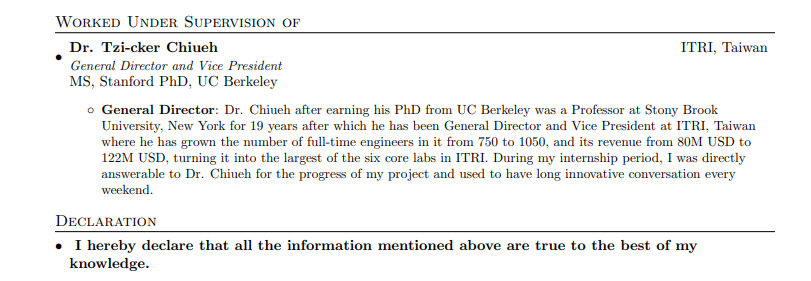 Worked Under Supervision of
• Dr. Tzi-cker Chiueh ITRI, Taiwan
General Director and Vice President
MS, Stanford PhD, UC Berkeley
◦ General Director: Dr. Chiueh after earning his PhD from UC Berkeley was a Professor at Stony Brook
University, New York for 19 years after which he has been General Director and Vice President at ITRI, Taiwan
where he has grown the number of full-time engineers in it from 750 to 1050, and its revenue from 80M USD to
122M USD, turning it into the largest of the six core labs in ITRI. During my internship period, I was directly
answerable to Dr. Chiueh for the progress of my project and used to have long innovative conversation every
weekend.
Declaration
• I hereby declare that all the information mentioned above are true to the best of my
knowledge.